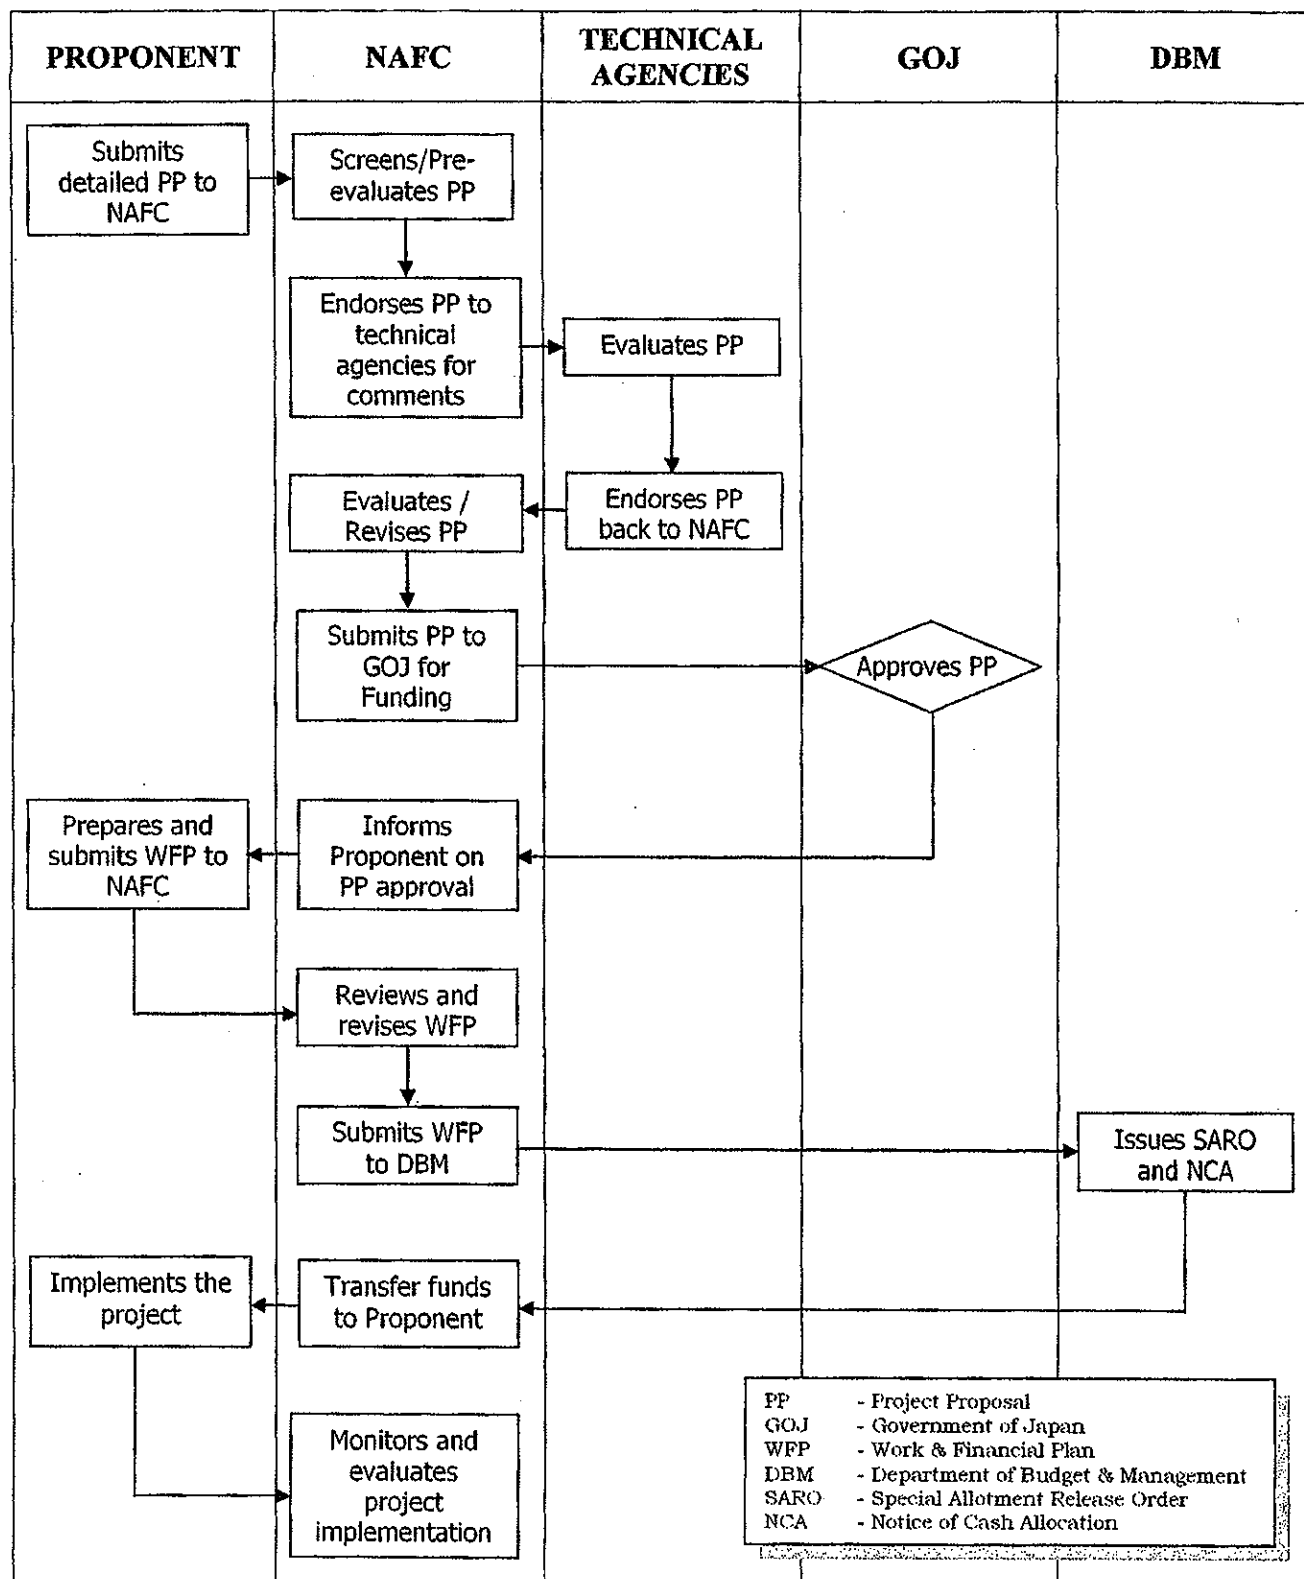 PROPONENT
NAFC
TECHNICAL
AGENCIES
GOJ
DBM
Submits
detailed PP to
NAFC
Screens/Pre-
evaluates PP
Endorses PP to
technical
agencies for
comments
Evaluates PP
Endorses PP
back to NAFC
Evaluates /
Revises PP
Submits PP to
GOJ for
Funding
Approves PP
Informs
Proponent on
PP approval
Prepares and
submits WFP to
NAFC
Reviews and
revises WFP
Submits WFP
to DBM
Issues SARO
and NCA
Transfer funds
to Proponent
Implements the
project
Monitors and
evaluates
project
implementation
PP - Project Proposal
GOJ - Government of Japan
WFP - Work & Financial Plan
DBM - Department of Budget & Management
SARO - Special Allotment Release Order
NCA - Notice of Cash Allocation